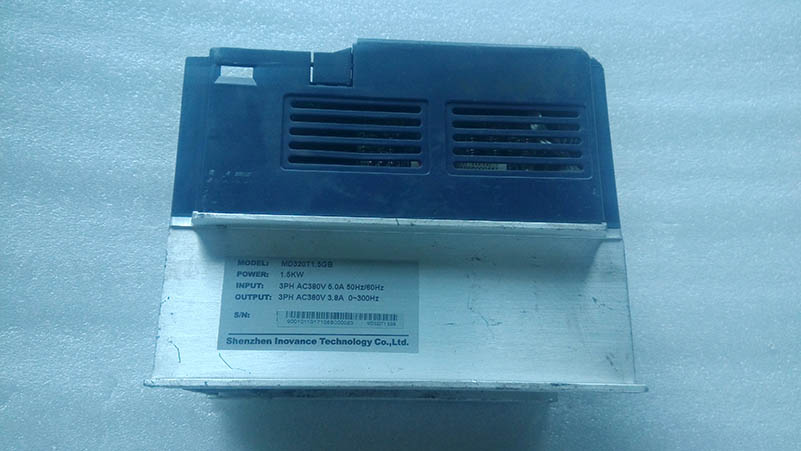 MODEL: MD320T1.5GB
POWER: 1.5KW
INPUT: 3PH AC380V 5.0A 50Hz/60Hz
OUTPUT: 3PH AC380V 3.8A 0~300Hz
S/N:
Shenzhen Inovance Technology Co.,Ltd.